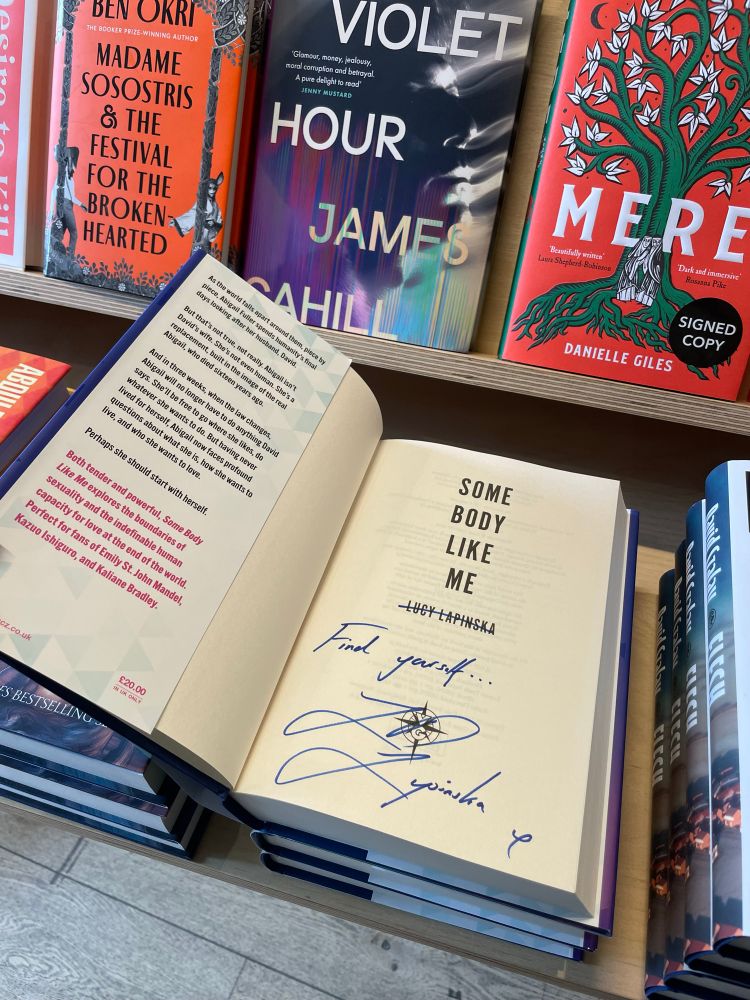 BEN OKRI
THE BOOKER PRIZE-WINNING AUTHOR
MADAME
SOSOSTRIS
& THE
FESTIVAL
FOR THE
BROKEN-
HEARTED
VIOLET
'Glamour, money, jealousy,
moral corruption and betrayal.
A pure delight to read'
JENNY MUSTARD
HOUR
JAMES
CAHILL
MERE
'Beautifully written'
Laura Shepherd-Robinson
'Dark and immersive'
Rosanna Pike
SIGNED
COPY
DANIELLE GILES
As the world falls apart around them, piece by
piece, Abigail Fuller spends humanity's final
days looking after her husband, David.
But that's not true, not really. Abigail isn't
David's wife. She's not even human. She's a
replacement, built in the image of the real
Abigail, who died sixteen years ago.
And in three weeks, when the law changes,
Abigail will no longer have to do anything David
says. She'll be free to go where she likes, do
whatever she wants to do. But having never
lived for herself, Abigail now faces profound
questions about what she is, how she wants to
live, and who she wants to love.
Perhaps she should start with herself.
Both tender and powerful, Some Body
Like Me explores the boundaries of
sexuality and the indefinable human
capacity for love at the end of the world.
Perfect for fans of Emily St. John Mandel,
Kazuo Ishiguro, and Kaliane Bradley.
£20.00
IN UK ONLY
SOME
BODY
LIKE
ME
LUCY LAPINSKA
Find yourself...
Lapinska